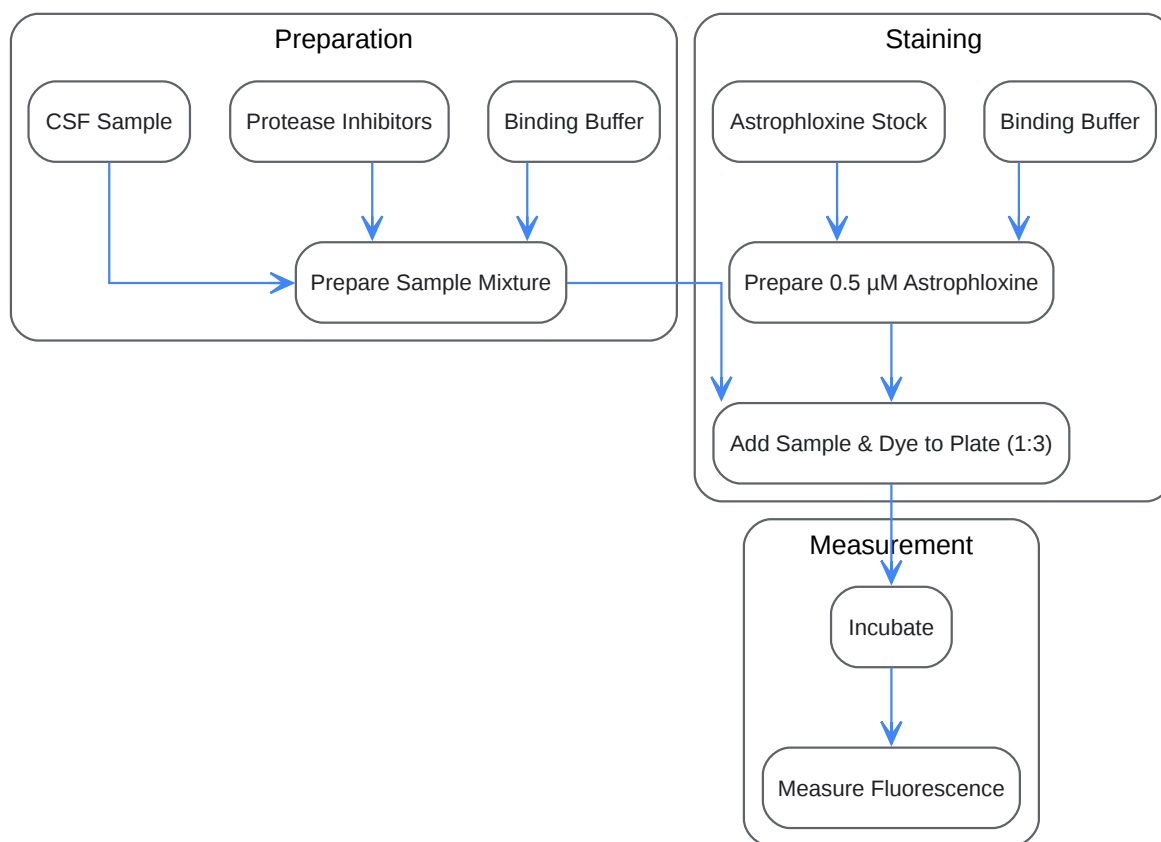 Preparation
CSF Sample
Protease Inhibitors
Binding Buffer
Prepare Sample Mixture
Staining
Astrophloxine Stock
Binding Buffer
Prepare 0.5 µM Astrophloxine
Add Sample & Dye to Plate (1:3)
Measurement
Incubate
Measure Fluorescence